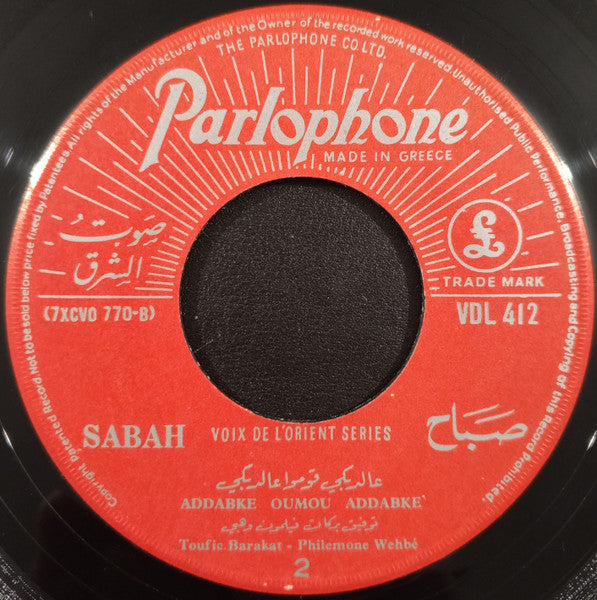 Copyright Patented Record Not to be sold below price fixed by Patentees. All rights of the Manufacturer and of the Owner of the recorded work reserved. Unauthorised Public Performance, Broadcasting and Copying of this Record Prohibited.
THE PARLOPHONE CO. LTD.
Parlophone
MADE IN GREECE
صوت
الشرق
£
TRADE MARK
(7XCVO 770-B)
VDL 412
SABAH
VOIX DE L'ORIENT SERIES
صباح
عالدبكي قوموا عالدبكي
ADDABKE OUMOU ADDABKE
توفيق بركات فيلمون وهبي
Toufic Barakat - Philemone Wehbé
2